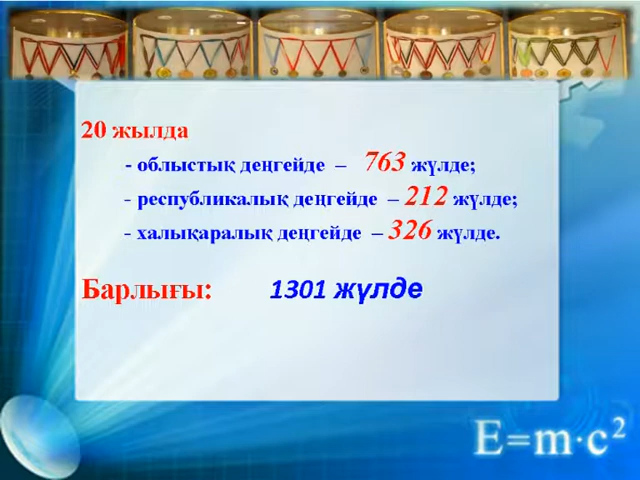 20 жылда
- облыстық деңгейде – 763 жүлде;
- республикалық деңгейде – 212 жүлде;
- халықаралық деңгейде – 326 жүлде.
Барлығы: 1301 жүлде
E=m·c²